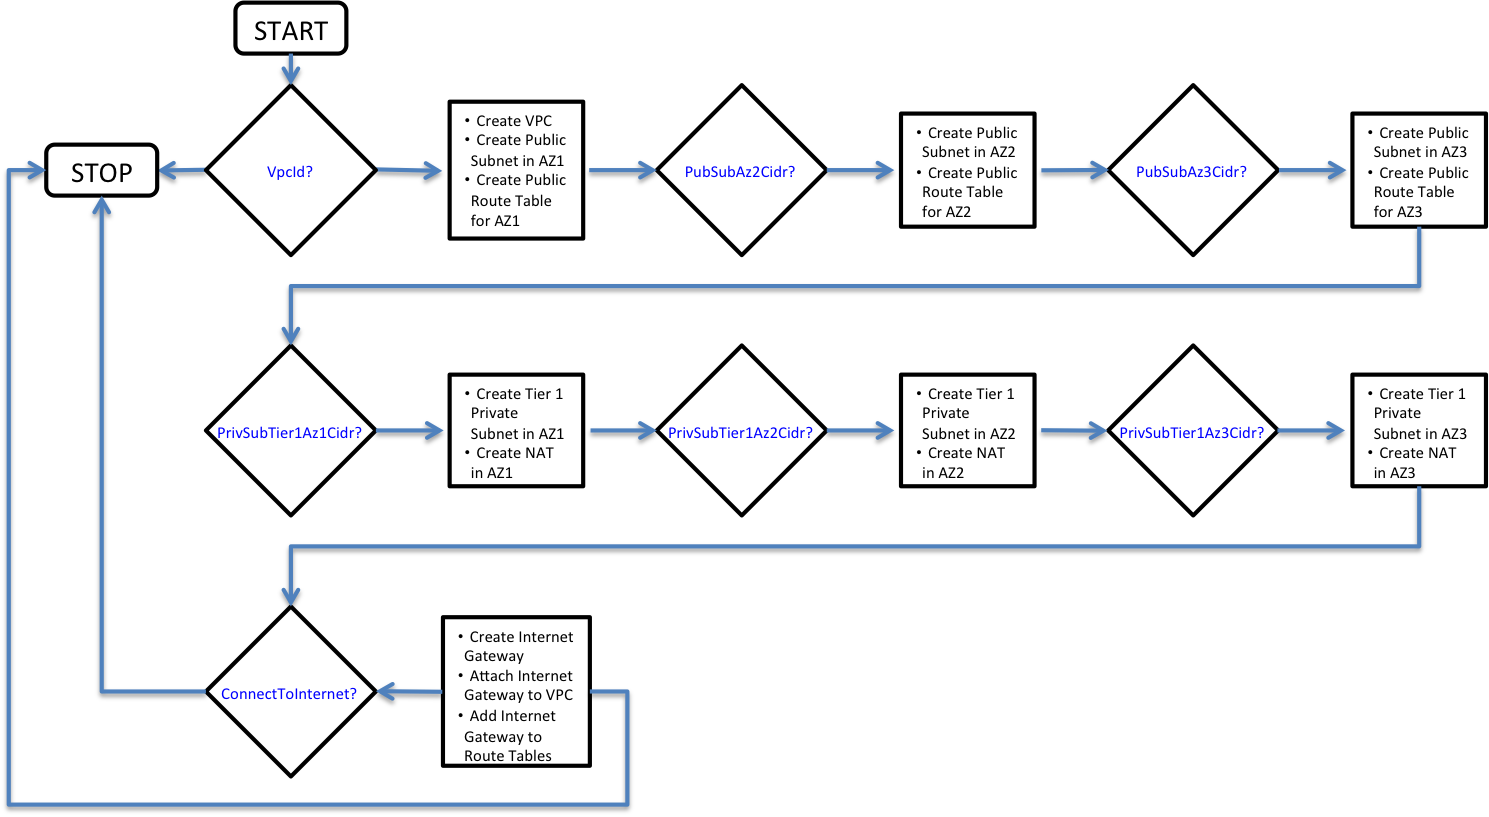 START
STOP
VpcId?
• Create VPC
• Create Public
Subnet in AZ1
• Create Public
Route Table
for AZ1
PubSubAz2Cidr?
• Create Public
Subnet in AZ2
• Create Public
Route Table
for AZ2
PubSubAz3Cidr?
• Create Public
Subnet in AZ3
• Create Public
Route Table
for AZ3
PrivSubTier1Az1Cidr?
• Create Tier 1
Private
Subnet in AZ1
• Create NAT
in AZ1
PrivSubTier1Az2Cidr?
• Create Tier 1
Private
Subnet in AZ2
• Create NAT
in AZ2
PrivSubTier1Az3Cidr?
• Create Tier 1
Private
Subnet in AZ3
• Create NAT
in AZ3
ConnectToInternet?
• Create Internet
Gateway
• Attach Internet
Gateway to VPC
• Add Internet
Gateway to
Route Tables